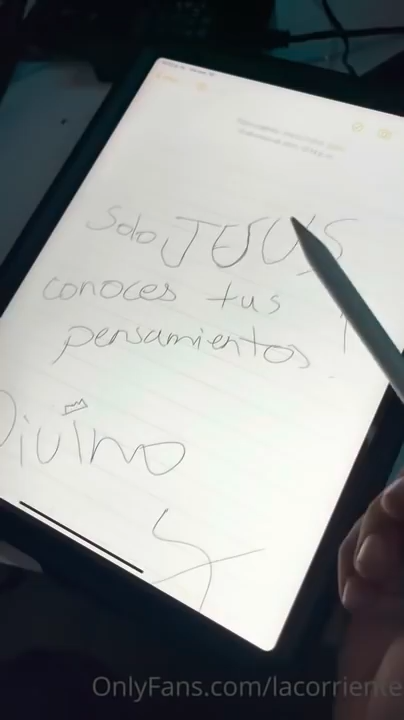 Solo JESUS
conoces tus
pensamientos.
Divino
OnlyFans.com/lacorriente